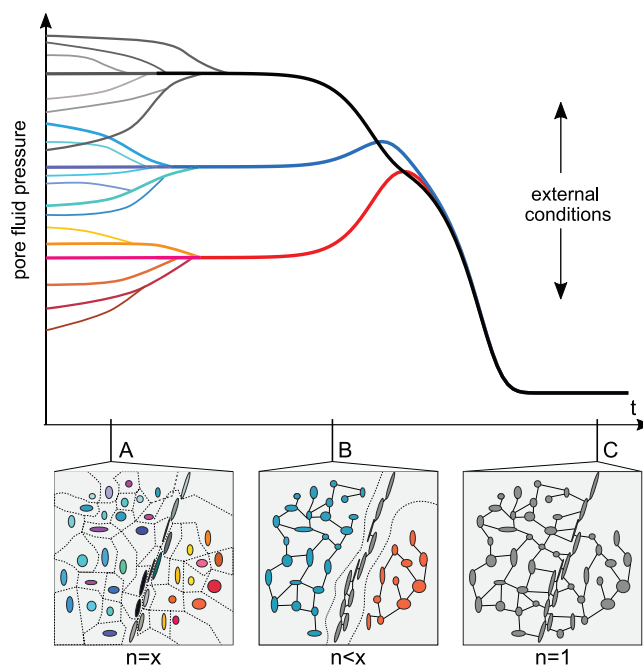 pore fluid pressure
external
conditions
t
A
B
C
n=x
n<x
n=1